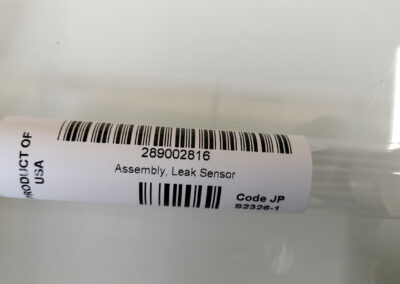 PRODUCT OF
USA
289002816
Assembly, Leak Sensor
Code JP
S2326-1